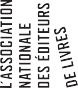 L'ASSOCIATION
NATIONALE
DES ÉDITEURS
DE LIVRES